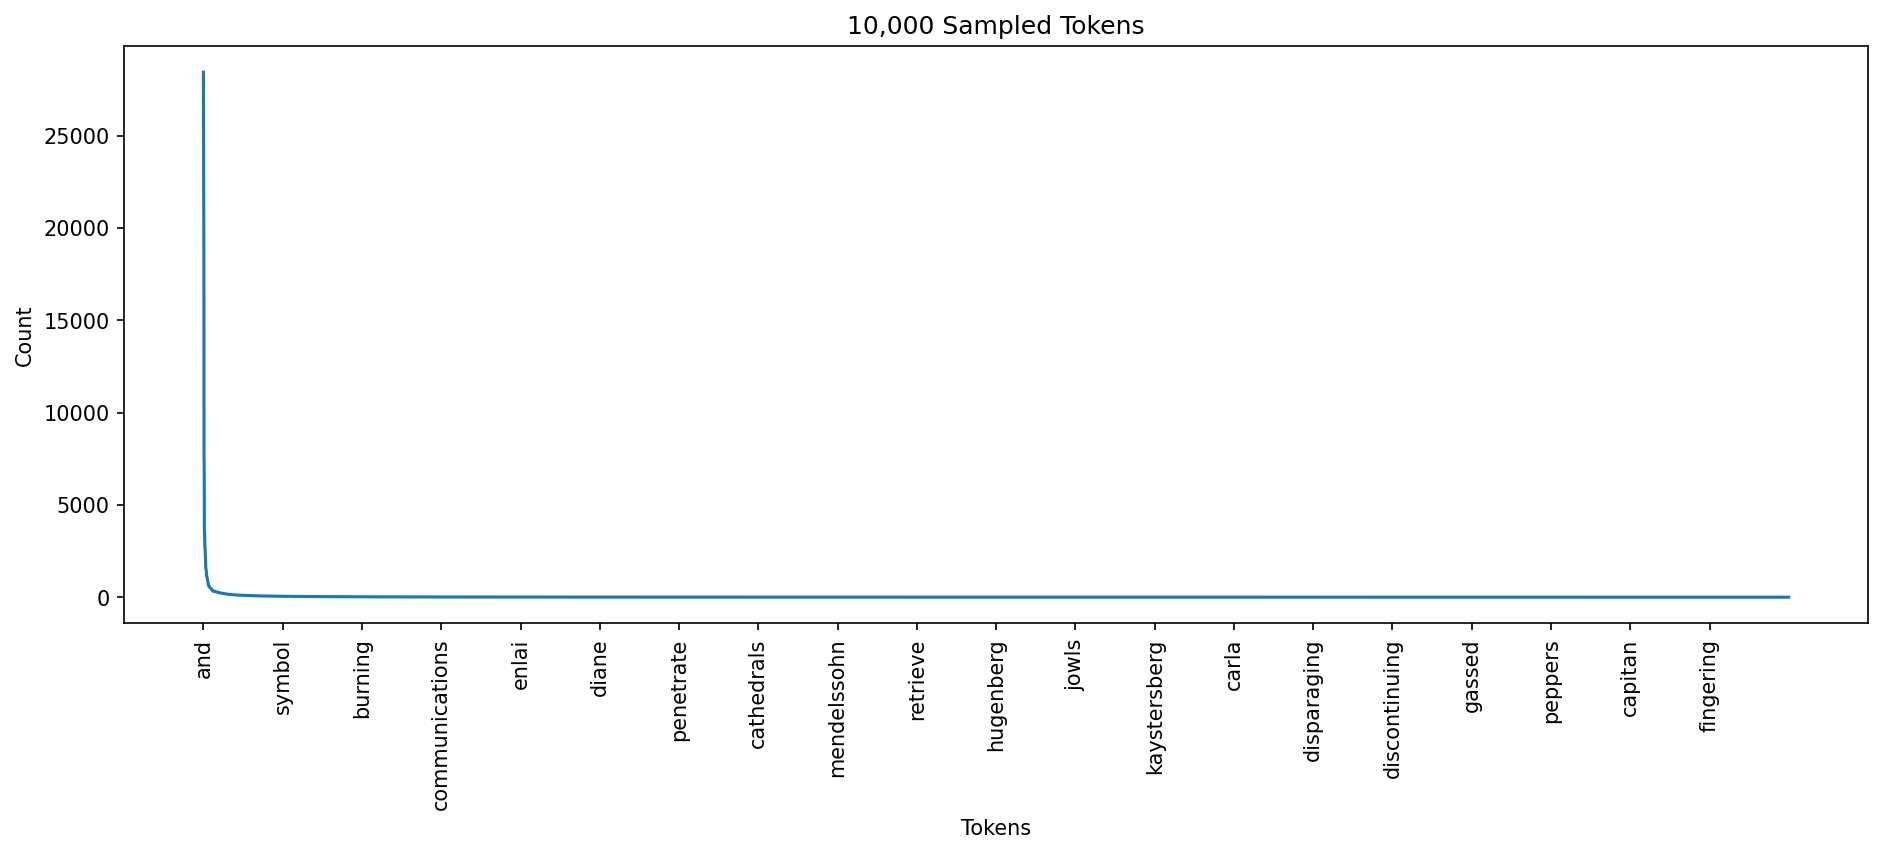 10,000 Sampled Tokens
Count
25000
20000
15000
10000
5000
0
and
symbol
burning
communications
enlai
diane
penetrate
cathedrals
mendelssohn
retrieve
hugenberg
jowls
kaystersberg
carla
disparaging
discontinuing
gassed
peppers
capitan
fingering
Tokens